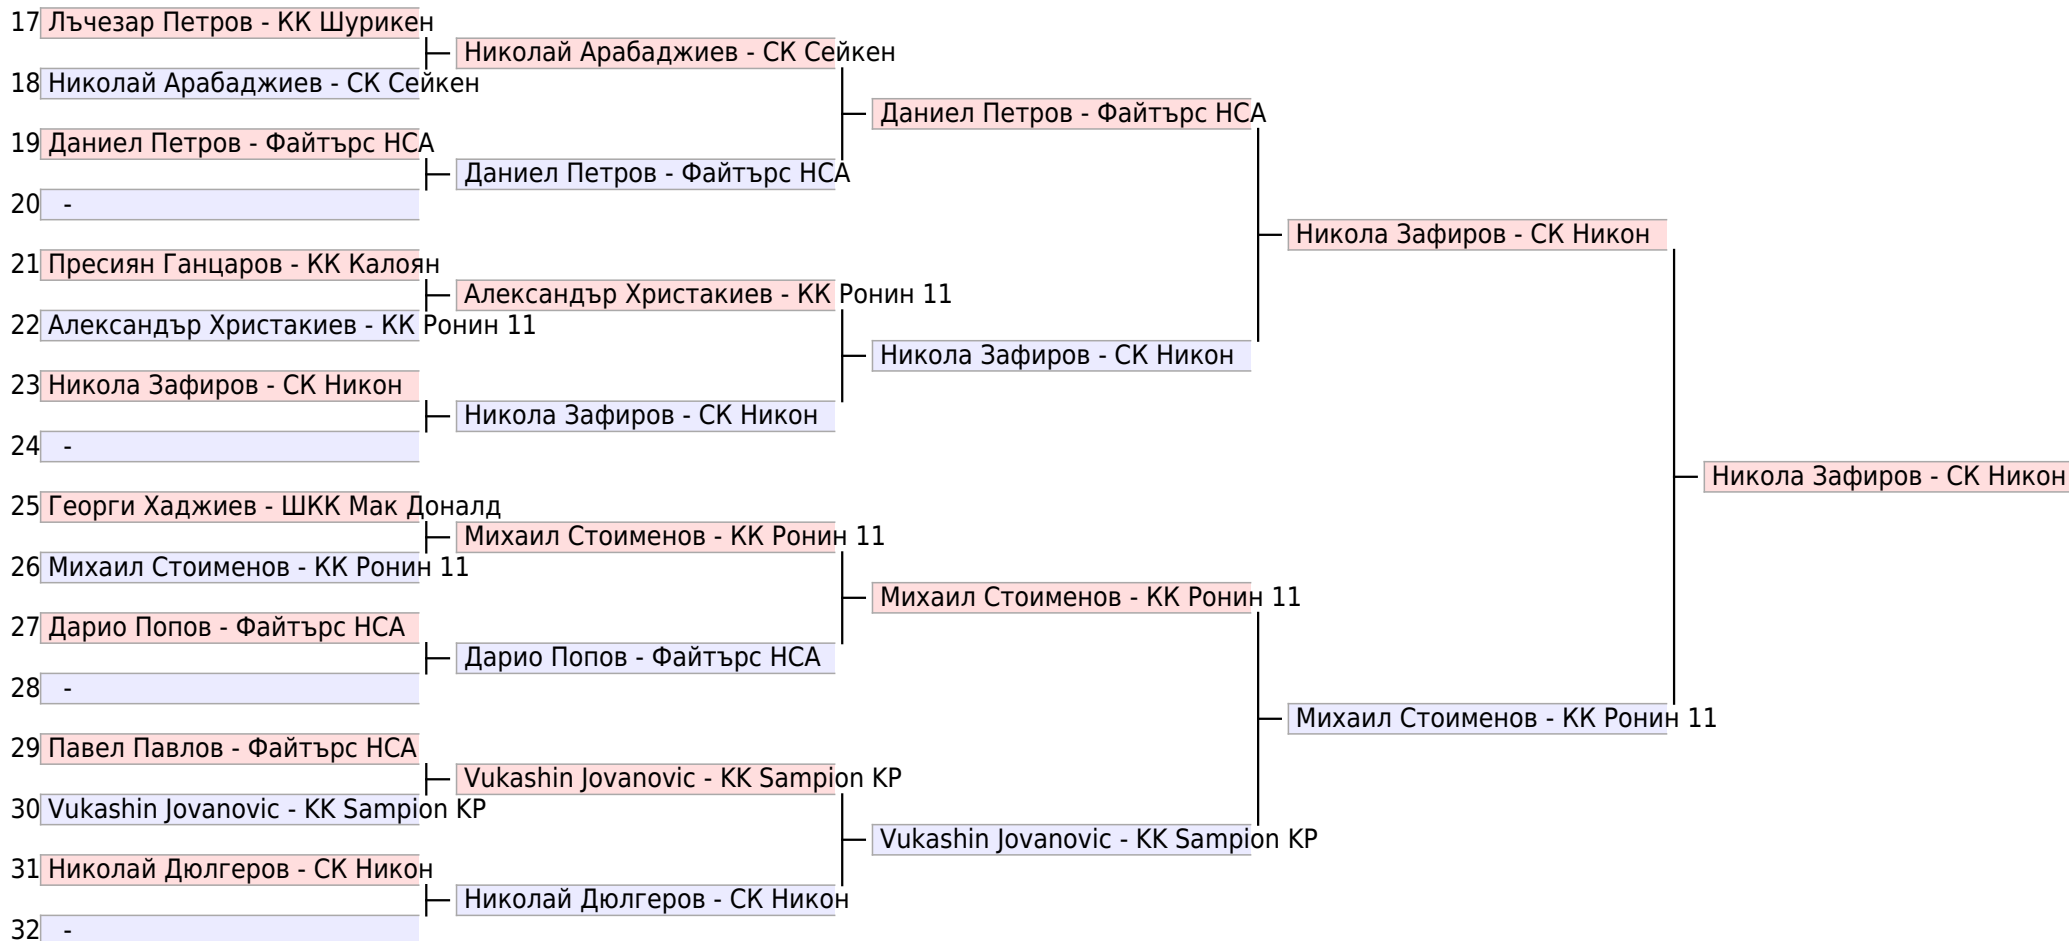 17 Лъчезар Петров - КК Шурикен
Николай Арабаджиев - СК Сейкен
18 Николай Арабаджиев - СК Сейкен
Даниел Петров - Файтърс НСА
19 Даниел Петров - Файтърс НСА
Даниел Петров - Файтърс НСА
20 -
Никола Зафиров - СК Никон
21 Пресиян Ганцаров - КК Калоян
Александър Христакиев - КК Ронин 11
22 Александър Христакиев - КК Ронин 11
Никола Зафиров - СК Никон
23 Никола Зафиров - СК Никон
Никола Зафиров - СК Никон
24 -
Никола Зафиров - СК Никон
25 Георги Хаджиев - ШКК Мак Доналд
Михаил Стоименов - КК Ронин 11
26 Михаил Стоименов - КК Ронин 11
Михаил Стоименов - КК Ронин 11
27 Дарио Попов - Файтърс НСА
Дарио Попов - Файтърс НСА
28 -
Михаил Стоименов - КК Ронин 11
29 Павел Павлов - Файтърс НСА
Vukashin Jovanovic - KK Sampion KP
30 Vukashin Jovanovic - KK Sampion KP
Vukashin Jovanovic - KK Sampion KP
31 Николай Дюлгеров - СК Никон
Николай Дюлгеров - СК Никон
32 -